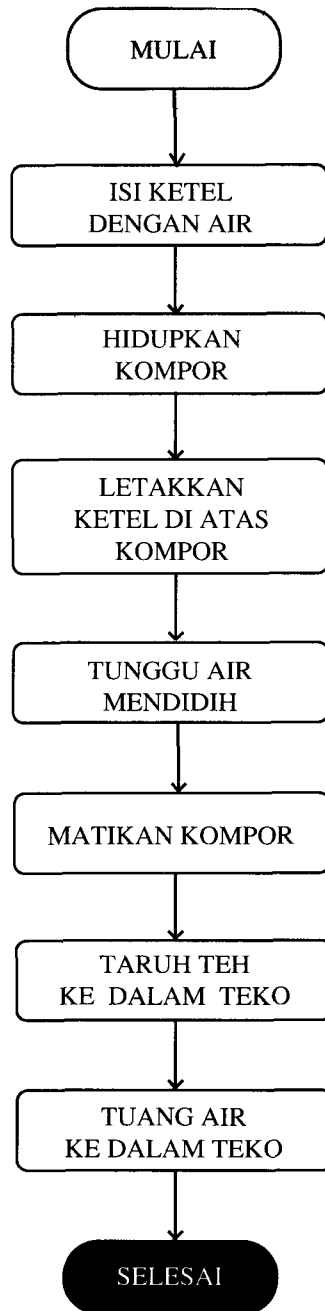 MULAI
ISI KETEL
DENGAN AIR
HIDUPKAN
KOMPOR
LETAKKAN
KETEL DI ATAS
KOMPOR
TUNGGU AIR
MENDIDIH
MATIKAN KOMPOR
TARUH TEH
KE DALAM TEKO
TUANG AIR
KE DALAM TEKO
SELESAI